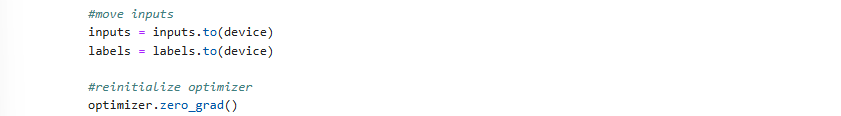 #move inputs
inputs = inputs.to(device)
labels = labels.to(device)
#reinitialize optimizer
optimizer.zero_grad()